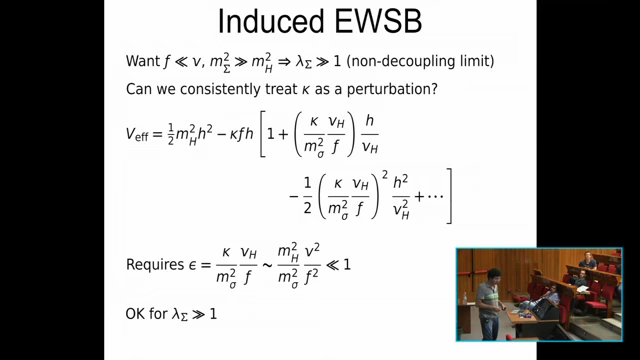 Induced EWSB
Want f ≪ v, m_Σ^2 ≫ m_H^2 ⇒ λ_Σ ≫ 1 (non-decoupling limit)
Can we consistently treat κ as a perturbation?
V_eff = ½ m_H^2 h^2 − κfh [ 1 + ( κ/m_σ^2 v_H/f ) h/v_H
− 1/2 ( κ/m_σ^2 v_H/f )^2 h^2/v_H^2 + ⋯ ]
Requires ϵ = κ/m_σ^2 v_H/f ~ m_H^2/m_σ^2 v^2/f^2 ≪ 1
OK for λ_Σ ≫ 1